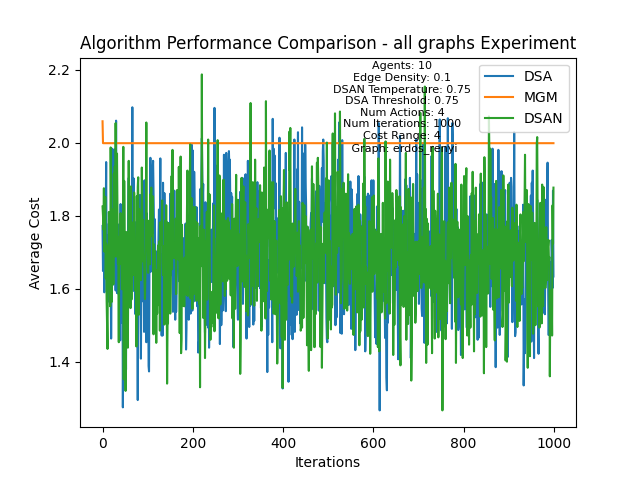 Algorithm Performance Comparison - all graphs Experiment
Agents: 10
Edge Density: 0.1
DSAN Temperature: 0.75
DSA Threshold: 0.75
Num Actions: 4
Num Iterations: 1000
Cost Range: 4
Graph: erdos_renyi
DSA
MGM
DSAN
Average Cost
2.2
2.0
1.8
1.6
1.4
0 200 400 600 800 1000
Iterations